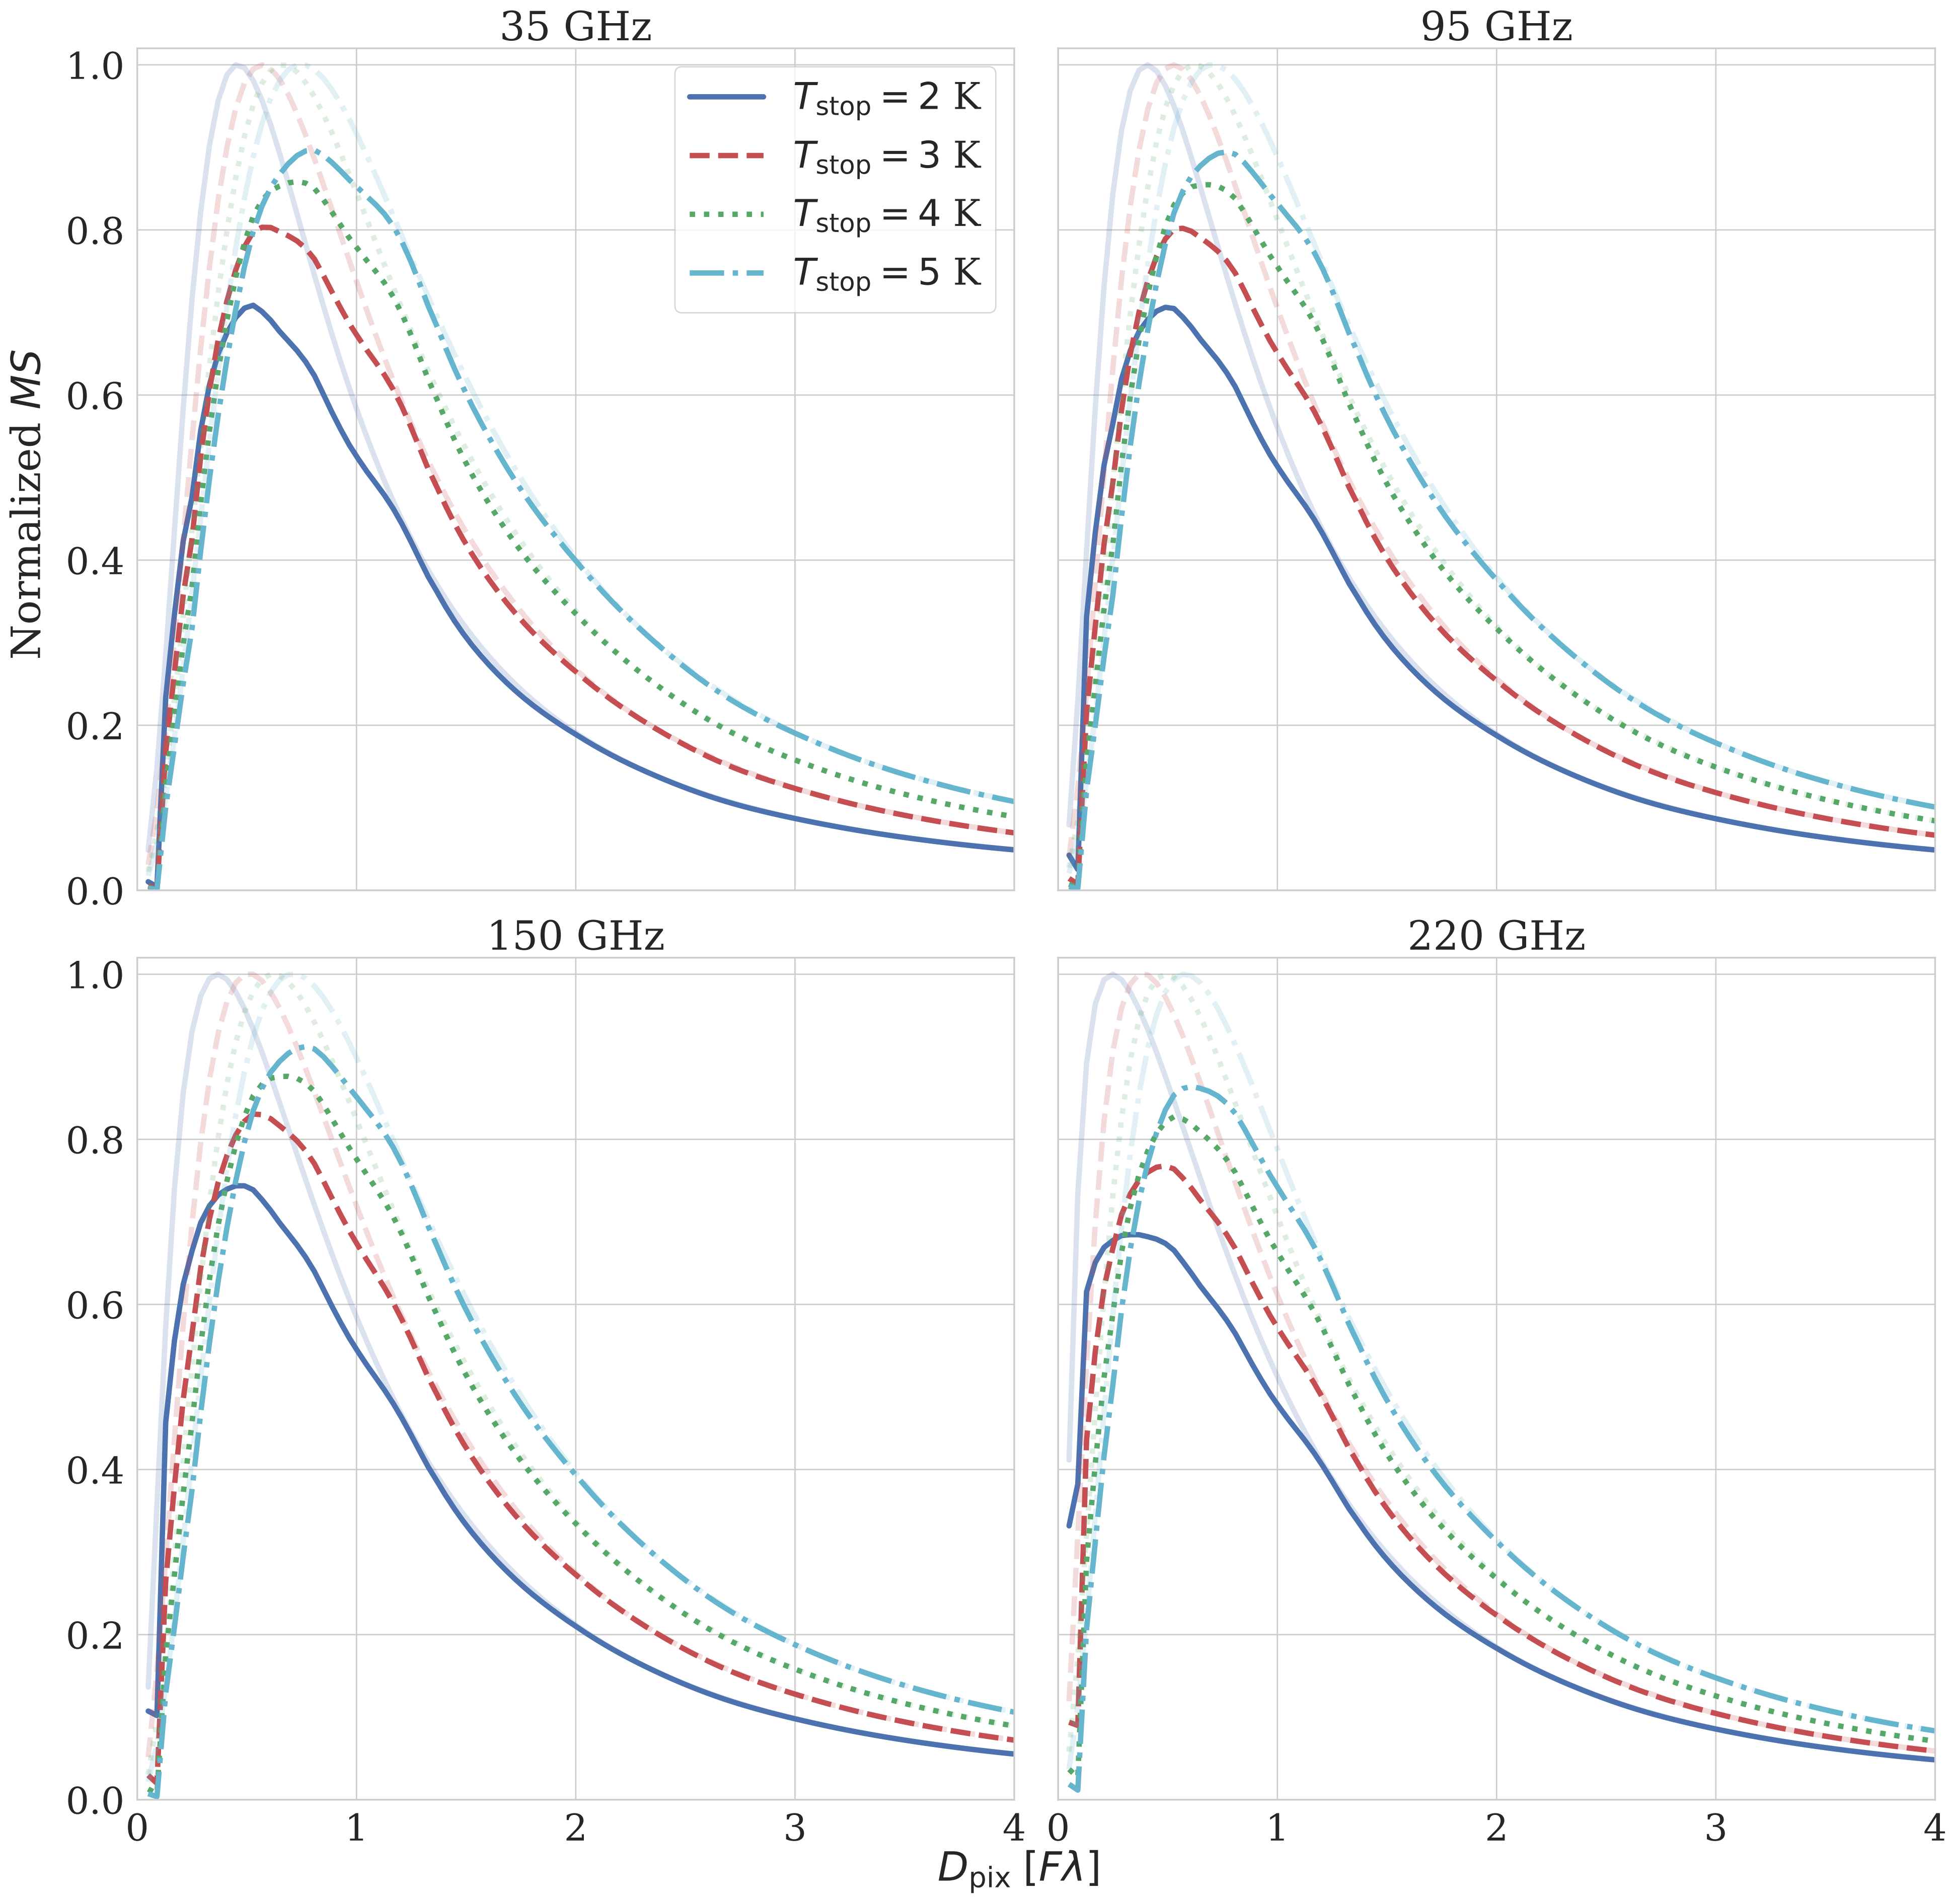 35 GHz
95 GHz
1.0
0.8
0.6
0.4
0.2
0.0
T_stop = 2 K
T_stop = 3 K
T_stop = 4 K
T_stop = 5 K
Normalized MS
150 GHz
220 GHz
1.0
0.8
0.6
0.4
0.2
0.0
0 1 2 3 4 0 1 2 3 4
D_pix [Fλ]